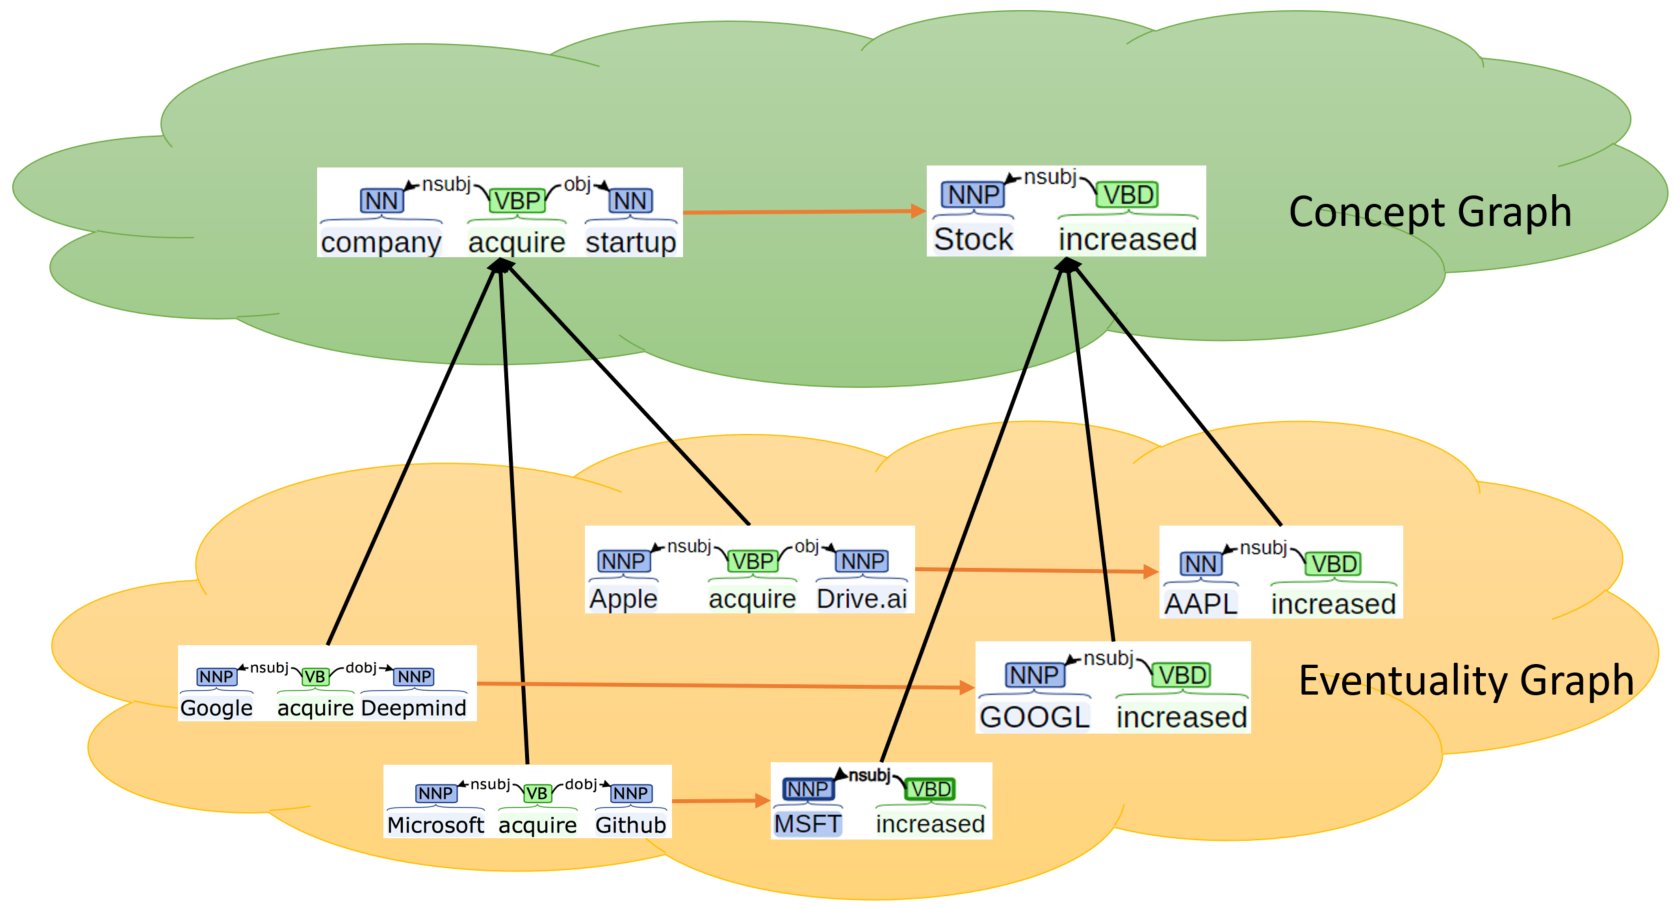 nsubj obj nsubj
NN VBP NN NNP VBD
company acquire startup Stock increased
Concept Graph
nsubj obj nsubj
NNP VBP NNP NN VBD
Apple acquire Drive.ai AAPL increased
nsubj dobj nsubj
NNP VB NNP NNP VBD
Google acquire Deepmind GOOGL increased
Eventuality Graph
nsubj dobj nsubj
NNP VB NNP NNP VBD
Microsoft acquire Github MSFT increased